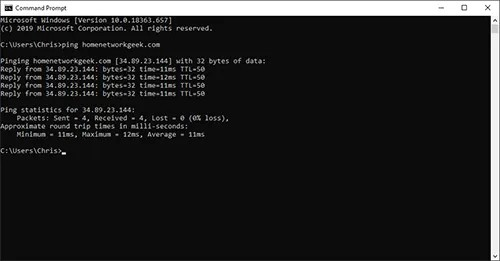 Command Prompt
Microsoft Windows [Version 10.0.18363.657]
(c) 2019 Microsoft Corporation. All rights reserved.
C:\Users\Chris>ping homenetworkgeek.com
Pinging homenetworkgeek.com [34.89.23.144] with 32 bytes of data:
Reply from 34.89.23.144: bytes=32 time=11ms TTL=50
Reply from 34.89.23.144: bytes=32 time=12ms TTL=50
Reply from 34.89.23.144: bytes=32 time=11ms TTL=50
Reply from 34.89.23.144: bytes=32 time=11ms TTL=50
Ping statistics for 34.89.23.144:
Packets: Sent = 4, Received = 4, Lost = 0 (0% loss),
Approximate round trip times in milli-seconds:
Minimum = 11ms, Maximum = 12ms, Average = 11ms
C:\Users\Chris>_